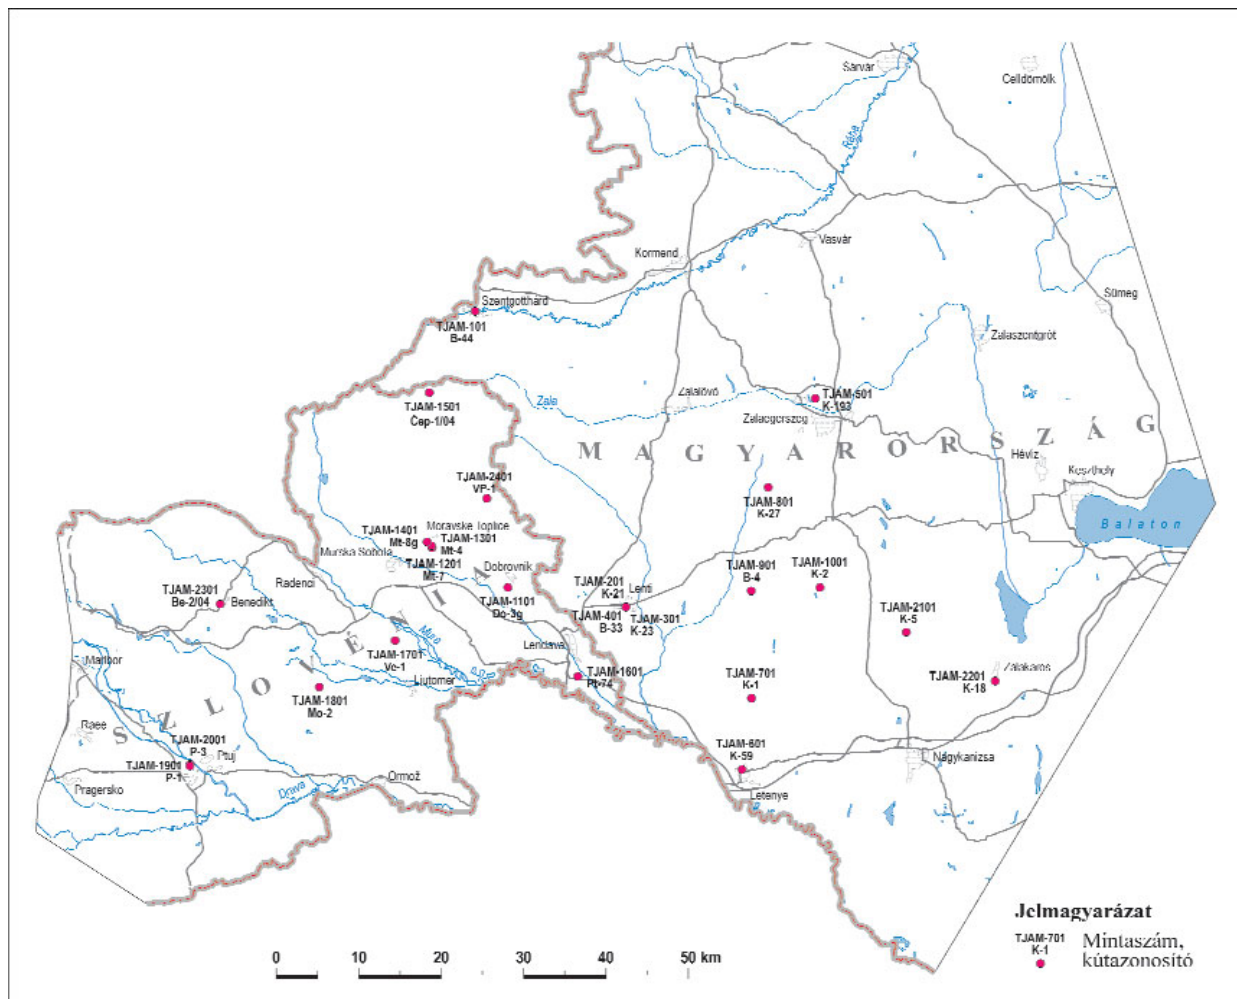 Sárvár
Celldömölk
Rába
Vasvár
Kormend
Szentgotthárd
TJAM-101
B-44
Sümeg
Zalaszentgrót
TJAM-1501
Čep-1/04
Zala
Zalalövő
TJAM-501
K-193
Zalaegerszeg
MAGYARORSZÁG
Hévíz
Keszthely
Balaton
TJAM-2401
VP-1
TJAM-801
K-27
TJAM-1401
Mt-8g
Moravske Toplice
TJAM-1301
Mt-4
Murska Sobota
TJAM-1201
Mt-7
Dobrovnik
TJAM-901
B-4
TJAM-1001
K-2
Radenci
TJAM-2301
Be-2/04
Benedikt
TJAM-1101
Do-3g
TJAM-201
K-21
Lenti
TJAM-401
B-33
TJAM-301
K-23
TJAM-2101
K-5
Mura
TJAM-1701
Ve-1
Lendava
Maribor
SZLOVÉNIA
TJAM-1601
Pt-74
TJAM-701
K-1
Zalakaros
TJAM-2201
K-18
TJAM-1801
Mo-2
Ljutomer
Raee
TJAM-2001
P-3
Ptuj
TJAM-1901
P-1
TJAM-601
K-59
Nagykanizsa
Pragersko
Drava
Ormož
Letenye
Jelmagyarázat
TJAM-701
K-1
Mintaszám,
kútazonosító
0 10 20 30 40 50 km